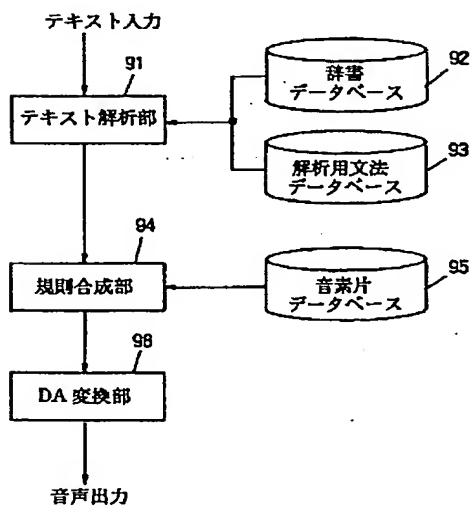 テキスト入力
91
テキスト解析部
辞書
データベース
92
解析用文法
データベース
93
94
規則合成部
音素片
データベース
95
98
DA変換部
音声出力